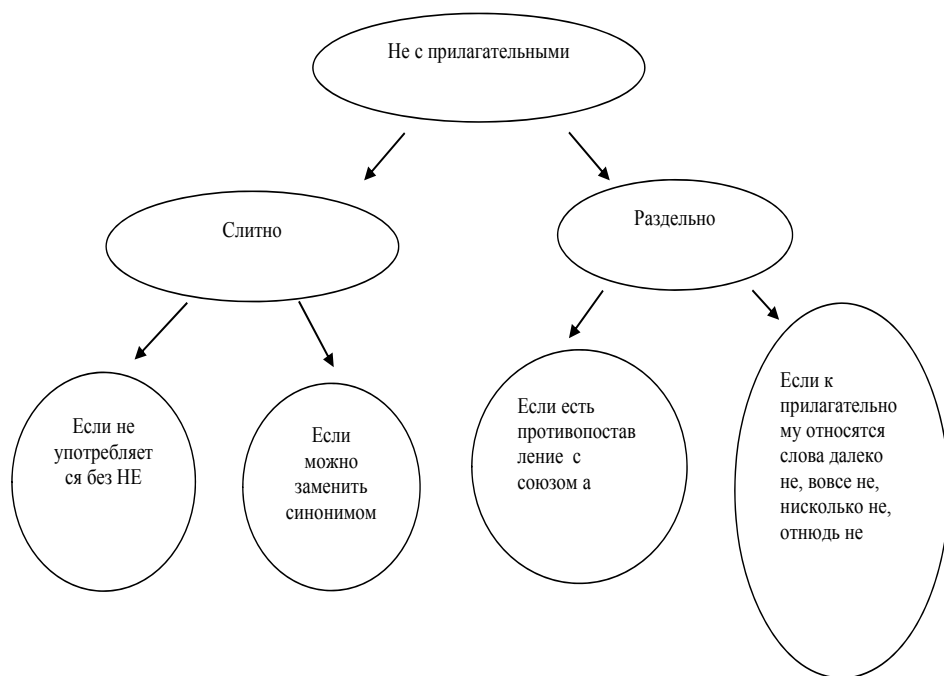 Не с прилагательными
Слитно
Раздельно
Если не
употребляет
ся без НЕ
Если
можно
заменить
синонимом
Если есть
противопостав
ление с
союзом а
Если к
прилагательно
му относятся
слова далеко
не, вовсе не,
нисколько не,
отнюдь не